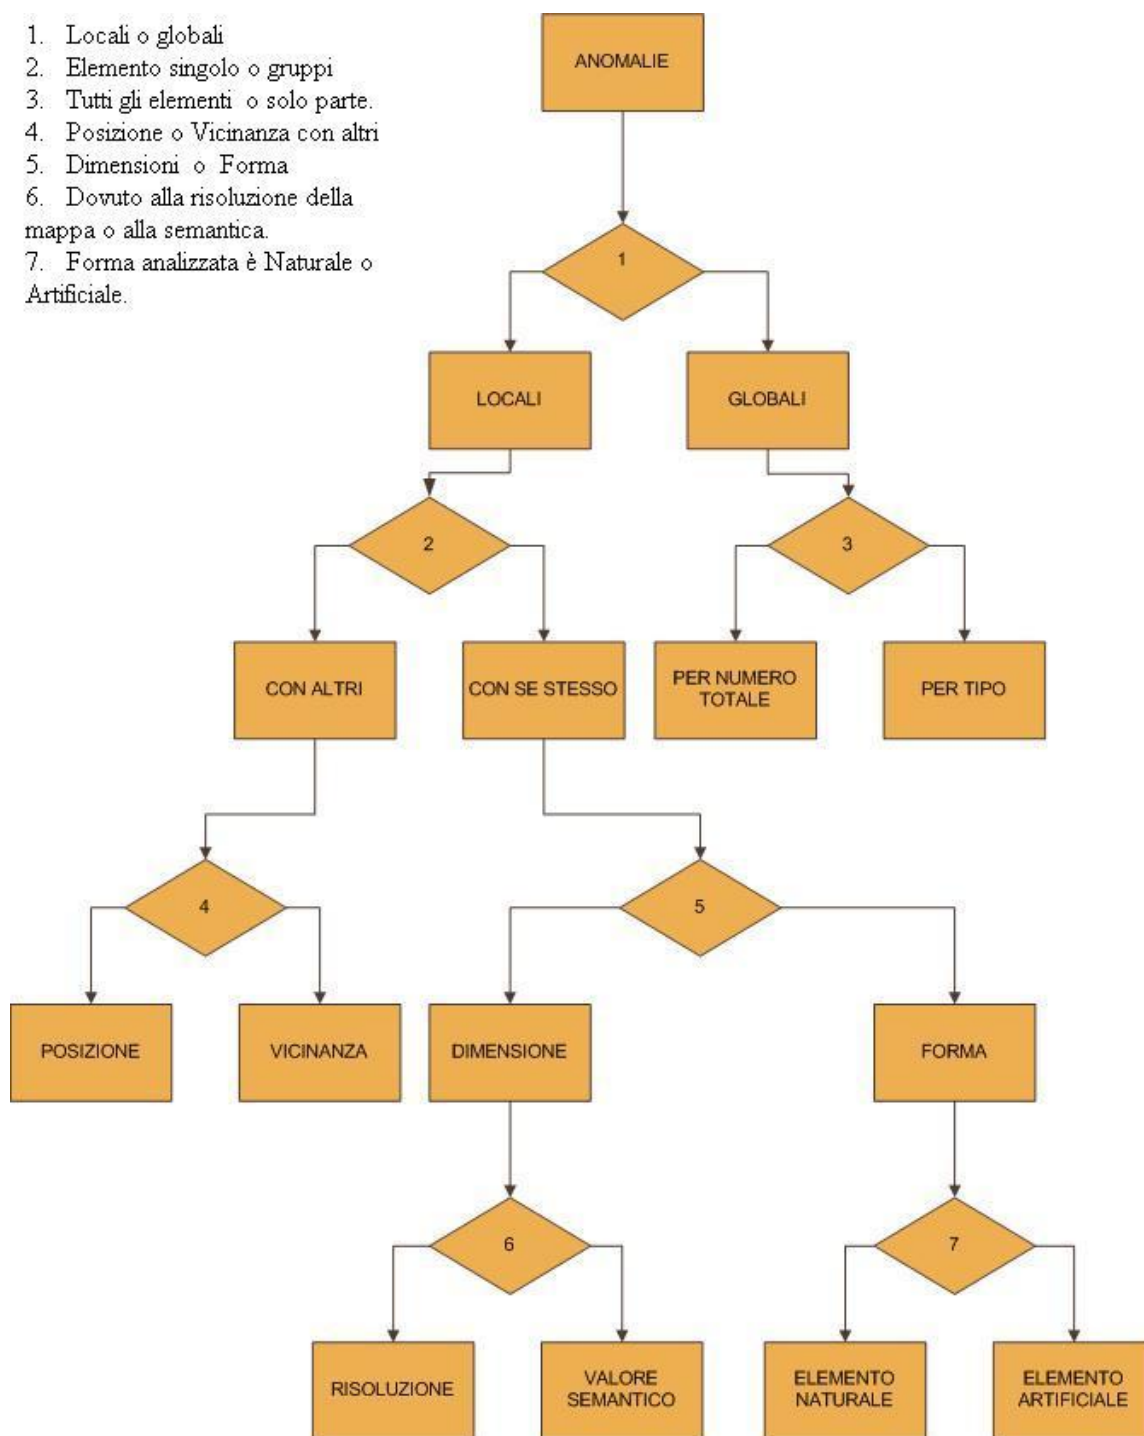 1. Locali o globali
2. Elemento singolo o gruppi
3. Tutti gli elementi o solo parte.
4. Posizione o Vicinanza con altri
5. Dimensioni o Forma
6. Dovuto alla risoluzione della
mappa o alla semantica.
7. Forma analizzata è Naturale o
Artificiale.
ANOMALIE
1
LOCALI
GLOBALI
2
3
CON ALTRI
CON SE STESSO
PER NUMERO
TOTALE
PER TIPO
4
5
POSIZIONE
VICINANZA
DIMENSIONE
FORMA
6
7
RISOLUZIONE
VALORE
SEMANTICO
ELEMENTO
NATURALE
ELEMENTO
ARTIFICIALE